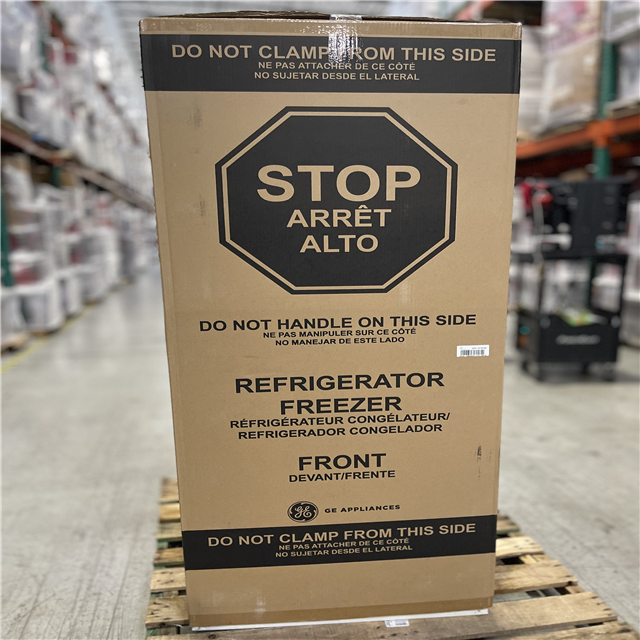 DO NOT CLAMP FROM THIS SIDE
NE PAS ATTACHER DE CE CÔTÉ
NO SUJETAR DESDE EL LATERAL
STOP
ARRÊT
ALTO
DO NOT HANDLE ON THIS SIDE
NE PAS MANIPULER SUR CE CÔTÉ
NO MANEJAR DE ESTE LADO
REFRIGERATOR
FREEZER
RÉFRIGÉRATEUR CONGÉLATEUR/
REFRIGERADOR CONGELADOR
FRONT
DEVANT/FRENTE
GE GE APPLIANCES
DO NOT CLAMP FROM THIS SIDE
NE PAS ATTACHER DE CE CÔTÉ
NO SUJETAR DESDE EL LATERAL